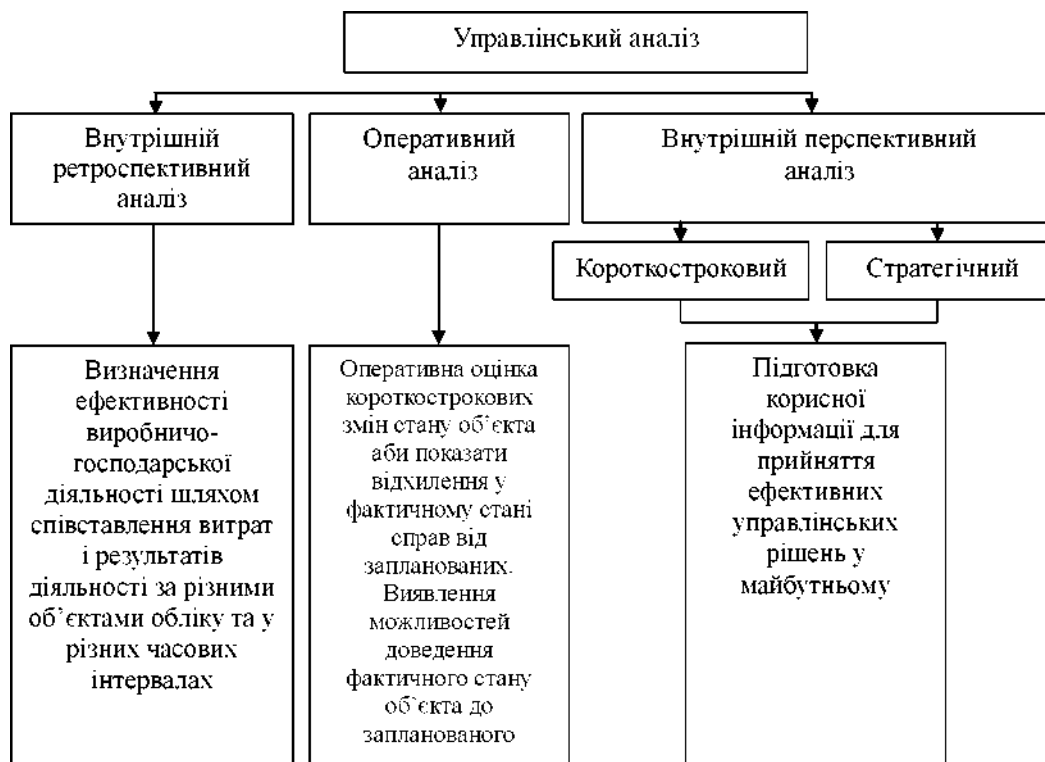 Управлінський аналіз
Внутрішній
ретроспективний
аналіз
Оперативний
аналіз
Внутрішній перспективний
аналіз
Короткостроковий
Стратегічний
Визначення
ефективності
виробничо-
господарської
діяльності шляхом
співставлення витрат
і результатів
діяльності за різними
об’єктами обліку та у
різних часових
інтервалах
Оперативна оцінка
короткострокових
змін стану об’єкта
аби показати
відхилення у
фактичному стані
справ від
запланованих.
Виявлення
можливостей
доведення
фактичного стану
об’єкта до
запланованого
Підготовка
корисної
інформації для
прийняття
ефективних
управлінських
рішень у
майбутньому